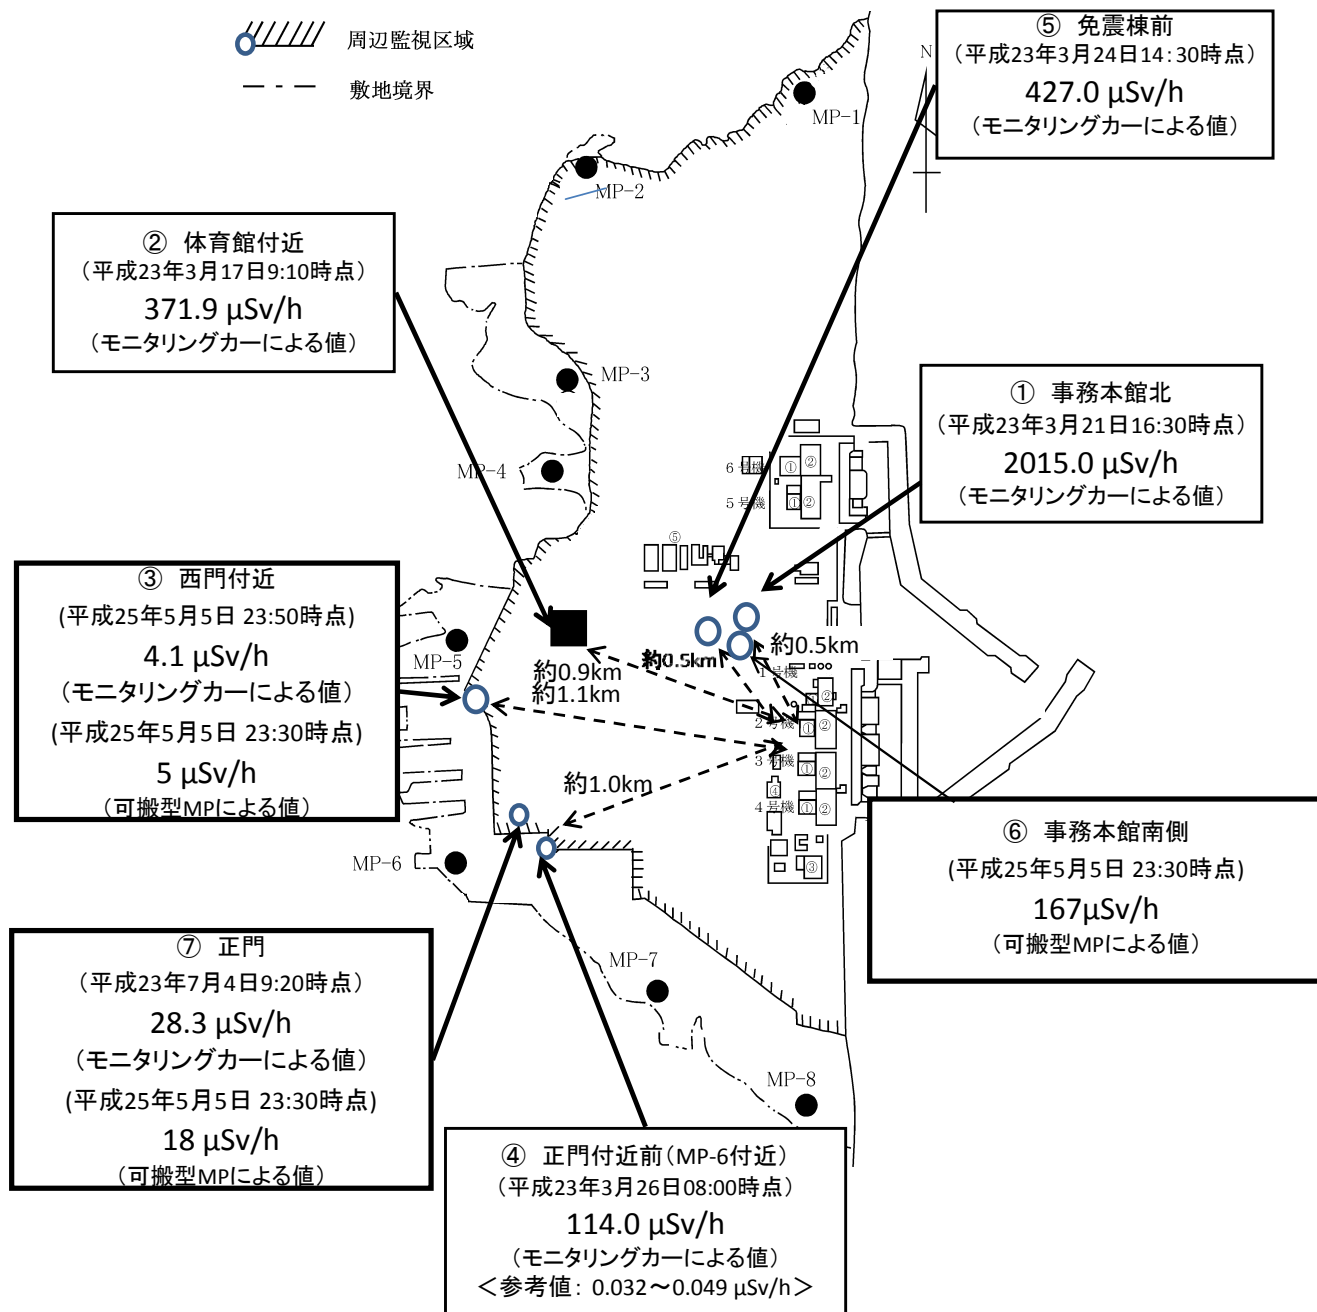 周辺監視区域
敷地境界
⑤ 免震棟前
（平成23年3月24日14:30時点）
427.0 μSv/h
（モニタリングカーによる値）
N
MP-1
MP-2
② 体育館付近
（平成23年3月17日9:10時点）
371.9 μSv/h
（モニタリングカーによる値）
MP-3
① 事務本館北
（平成23年3月21日16:30時点）
2015.0 μSv/h
（モニタリングカーによる値）
MP-4
6号機
①
②
5号機
①
②
⑤
③ 西門付近
(平成25年5月5日 23:50時点)
4.1 μSv/h
（モニタリングカーによる値）
(平成25年5月5日 23:30時点)
5 μSv/h
（可搬型MPによる値）
MP-5
約0.9km
約1.1km
約0.5km
約0.5km
1号機
②
2号機
①
②
3号機
①
②
④
4号機
①
②
③
約1.0km
MP-6
⑥ 事務本館南側
(平成25年5月5日 23:30時点)
167μSv/h
（可搬型MPによる値）
⑦ 正門
（平成23年7月4日9:20時点）
28.3 μSv/h
（モニタリングカーによる値）
(平成25年5月5日 23:30時点)
18 μSv/h
（可搬型MPによる値）
MP-7
MP-8
④ 正門付近前（MP-6付近）
（平成23年3月26日08:00時点）
114.0 μSv/h
（モニタリングカーによる値）
＜参考値：0.032～0.049 μSv/h＞